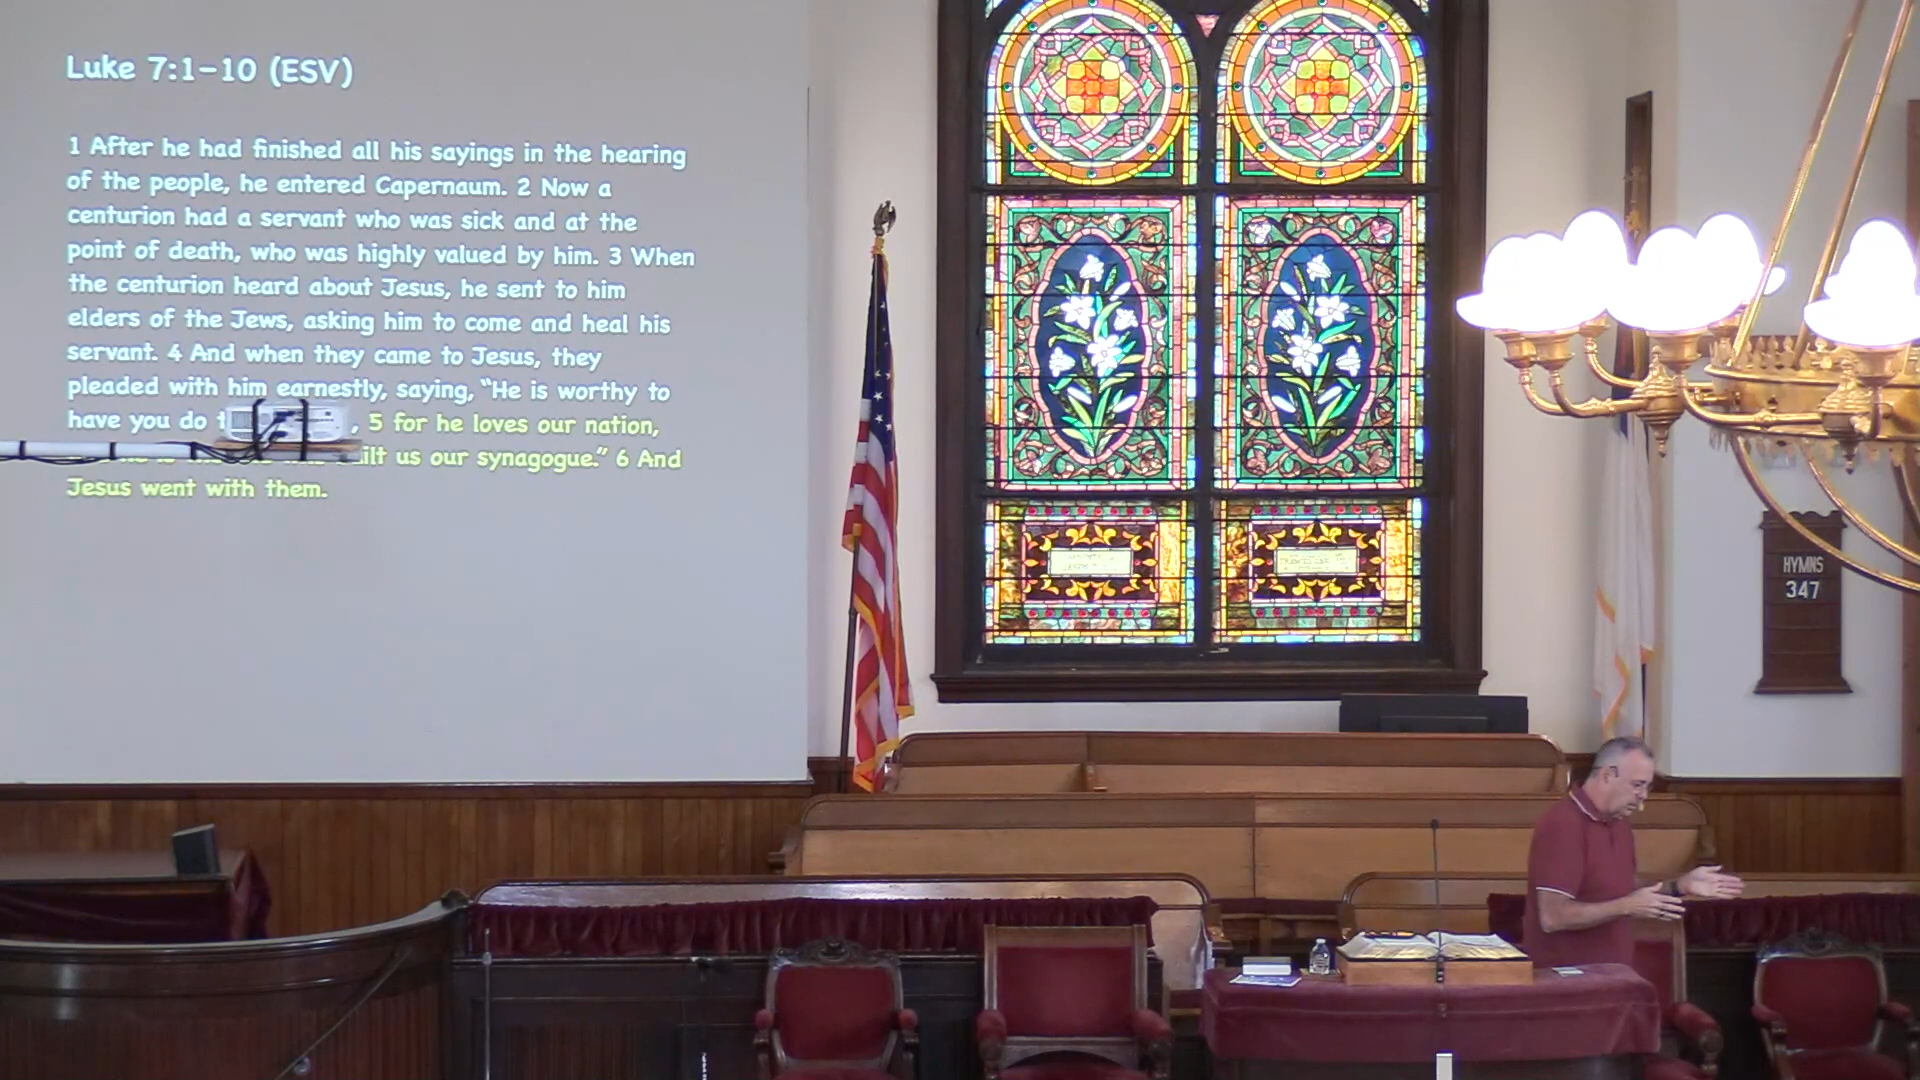 Luke 7:1–10 (ESV)
1 After he had finished all his sayings in the hearing
of the people, he entered Capernaum. 2 Now a
centurion had a servant who was sick and at the
point of death, who was highly valued by him. 3 When
the centurion heard about Jesus, he sent to him
elders of the Jews, asking him to come and heal his
servant. 4 And when they came to Jesus, they
pleaded with him earnestly, saying, “He is worthy to
have you do , 5 for he loves our nation,
us our synagogue.” 6 And
Jesus went with them.
HYMNS
347